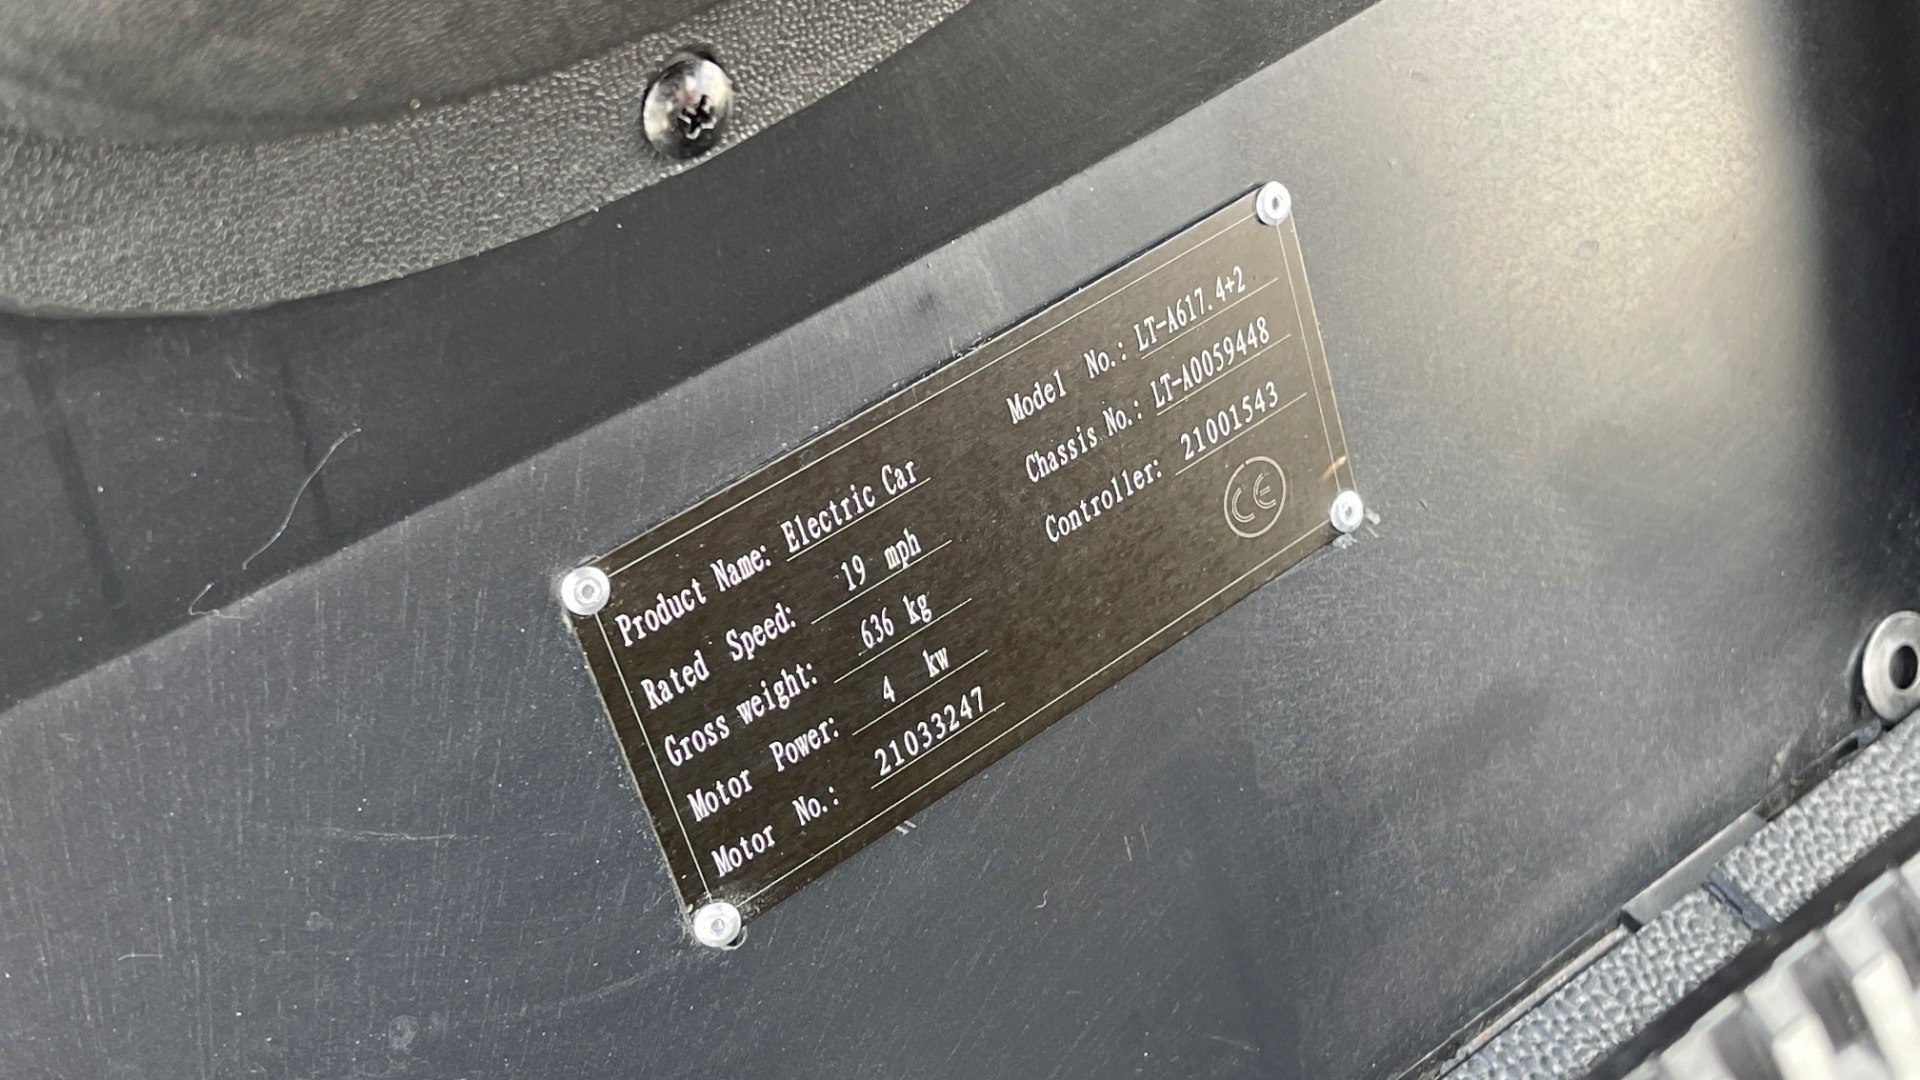 Product Name: Electric Car
Rated Speed: 19 mph
Gross weight: 636 kg
Motor Power: 4 kw
Motor No.: 21033247
Model No.: LT-A617.4+2
Chassis No.: LT-A0059448
Controller: 21001543
CE